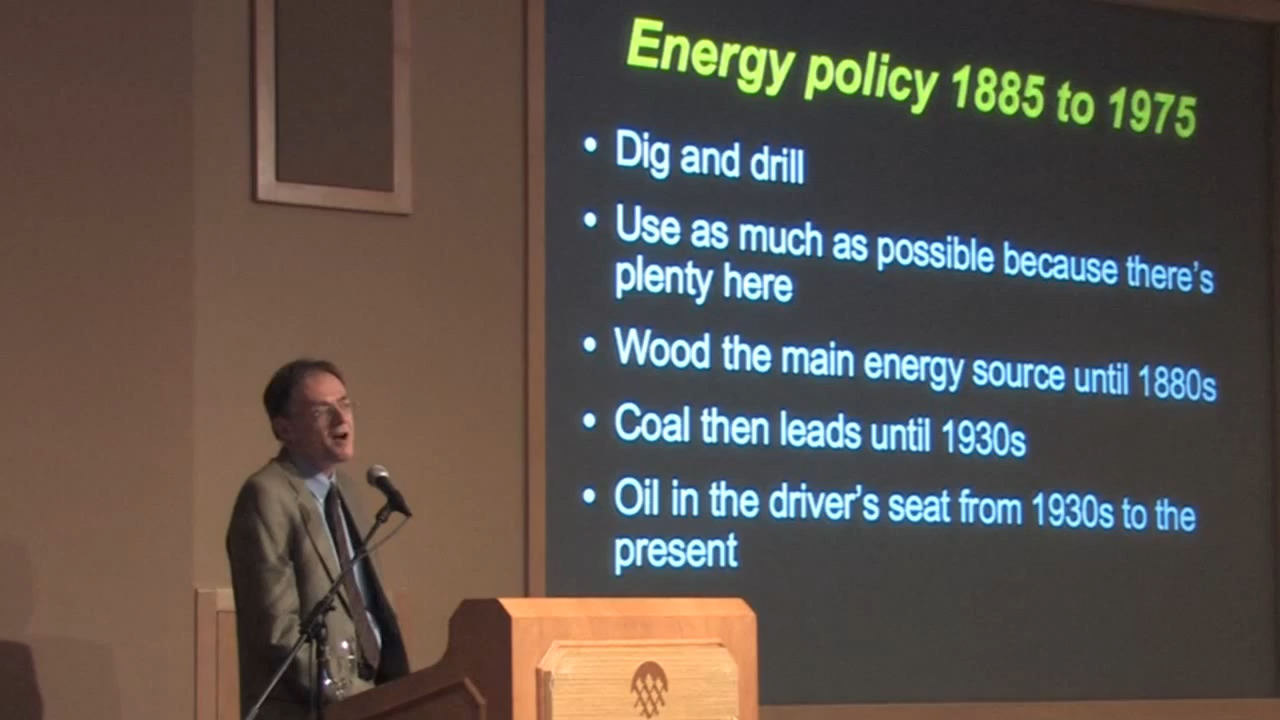 Energy policy 1885 to 1975
• Dig and drill
• Use as much as possible because there's
plenty here
• Wood the main energy source until 1880s
• Coal then leads until 1930s
• Oil in the driver's seat from 1930s to the
present